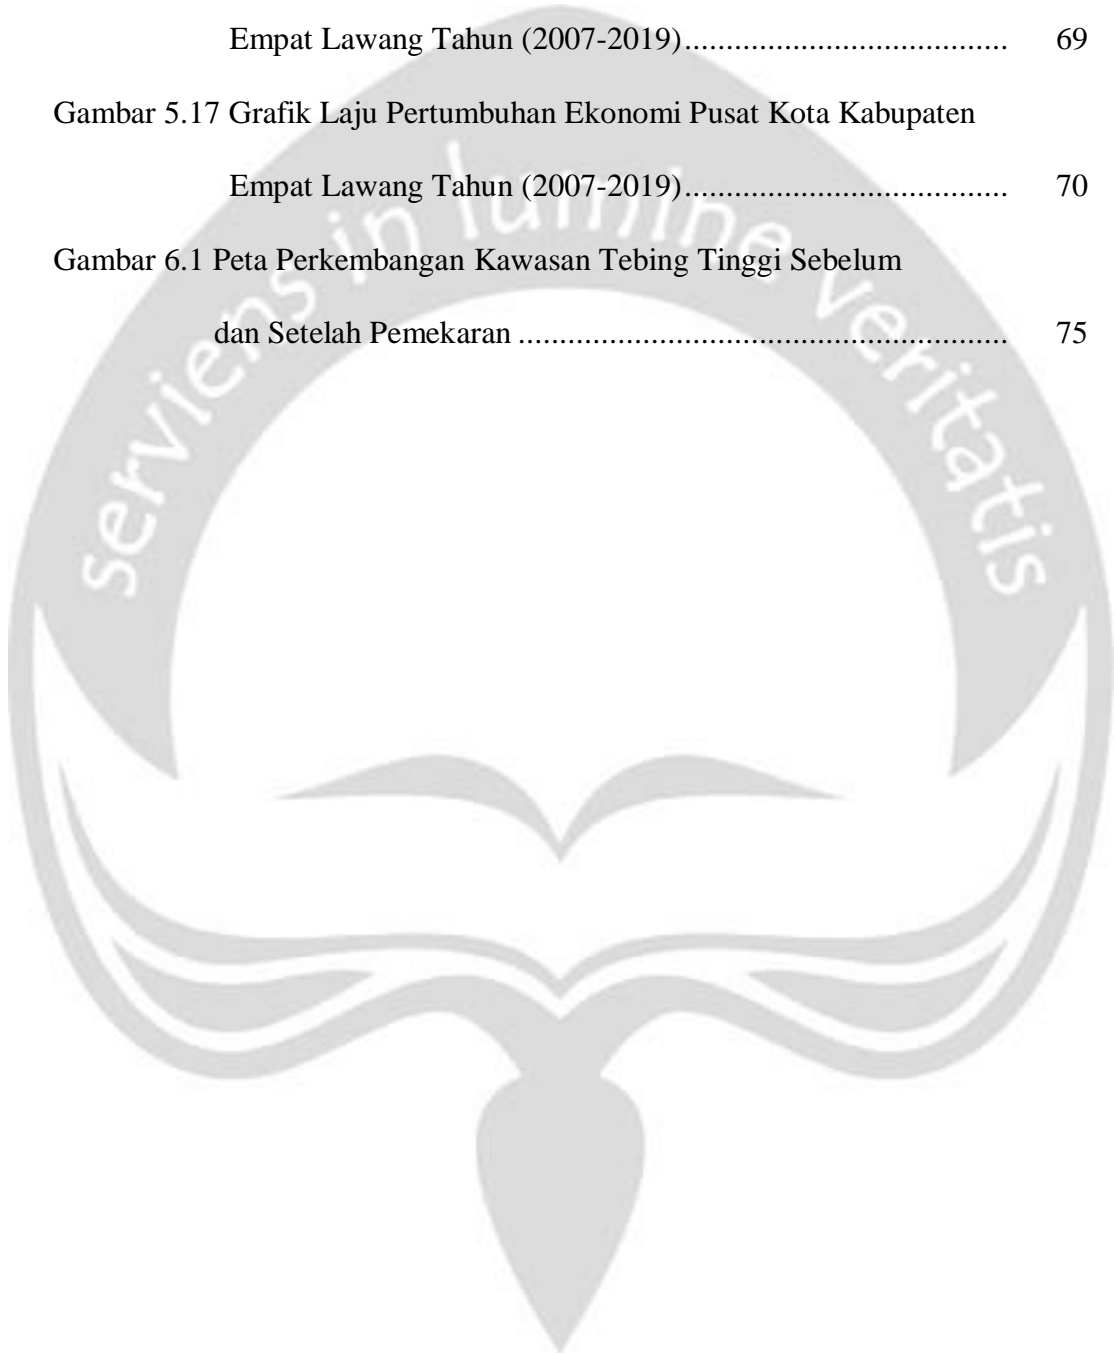 Empat Lawang Tahun (2007-2019)....................................... 69
Gambar 5.17 Grafik Laju Pertumbuhan Ekonomi Pusat Kota Kabupaten
Empat Lawang Tahun (2007-2019)....................................... 70
Gambar 6.1 Peta Perkembangan Kawasan Tebing Tinggi Sebelum
dan Setelah Pemekaran ............................................................ 75
serviens in lumine veritatis